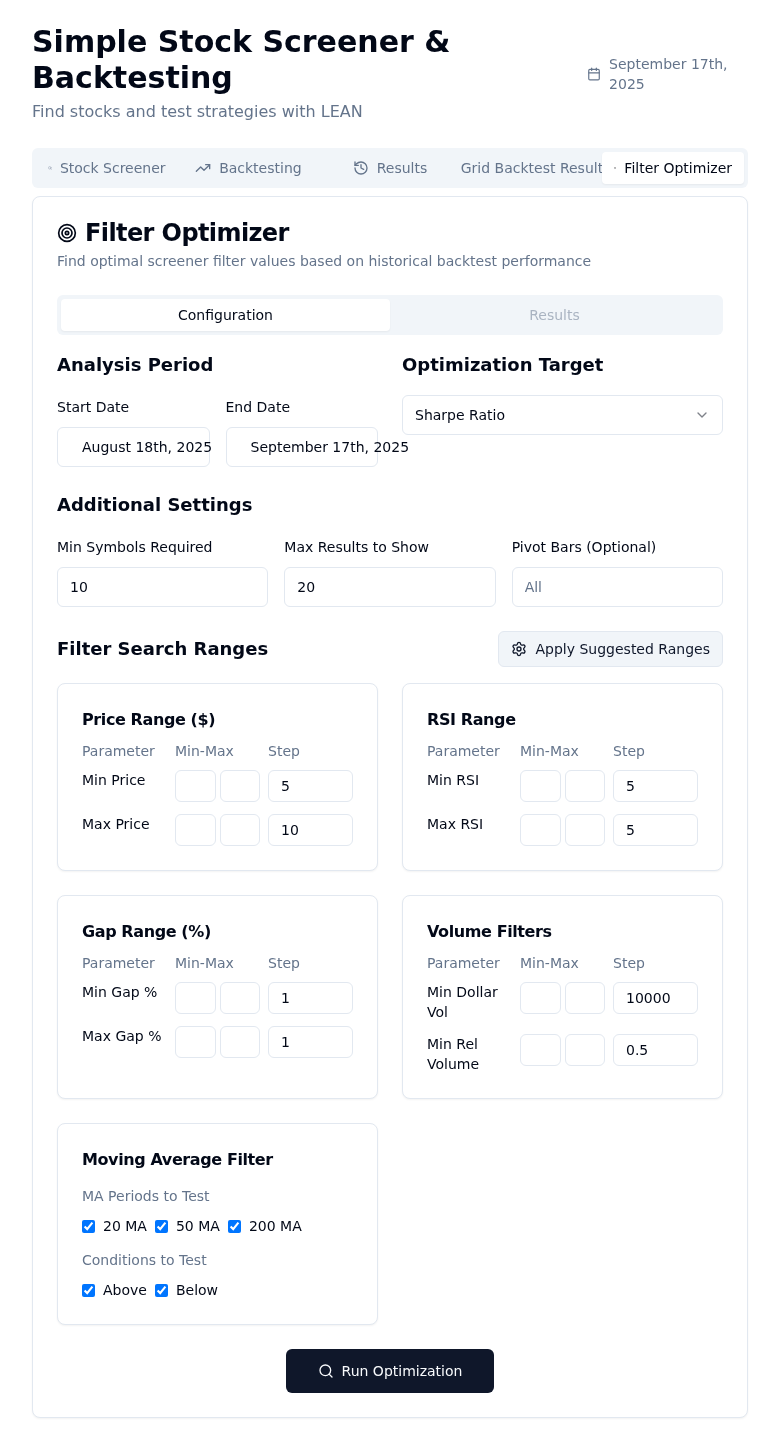 Simple Stock Screener &
Backtesting
September 17th,
2025
Find stocks and test strategies with LEAN
Stock Screener
Backtesting
Results
Grid Backtest Result
Filter Optimizer
Filter Optimizer
Find optimal screener filter values based on historical backtest performance
Configuration
Results
Analysis Period
Optimization Target
Start Date
End Date
Sharpe Ratio
August 18th, 2025
September 17th, 2025
Additional Settings
Min Symbols Required
Max Results to Show
Pivot Bars (Optional)
10
20
All
Filter Search Ranges
Apply Suggested Ranges
Price Range ($)
Parameter Min-Max Step
Min Price 5
Max Price 10
RSI Range
Parameter Min-Max Step
Min RSI 5
Max RSI 5
Gap Range (%)
Parameter Min-Max Step
Min Gap % 1
Max Gap % 1
Volume Filters
Parameter Min-Max Step
Min Dollar
Vol
10000
Min Rel
Volume
0.5
Moving Average Filter
MA Periods to Test
20 MA 50 MA 200 MA
Conditions to Test
Above Below
Run Optimization